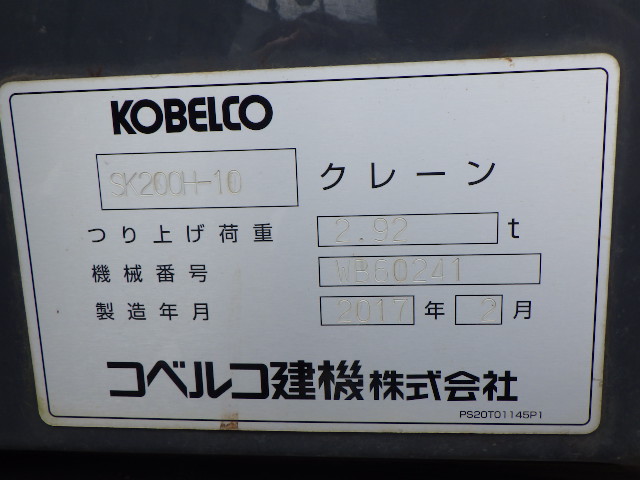 KOBELCO
SK200H-10 クレーン
つり上げ荷重 2.92 t
機械番号 WB60241
製造年月 2017 年 2 月
コベルコ建機株式会社
PS20T01145P1